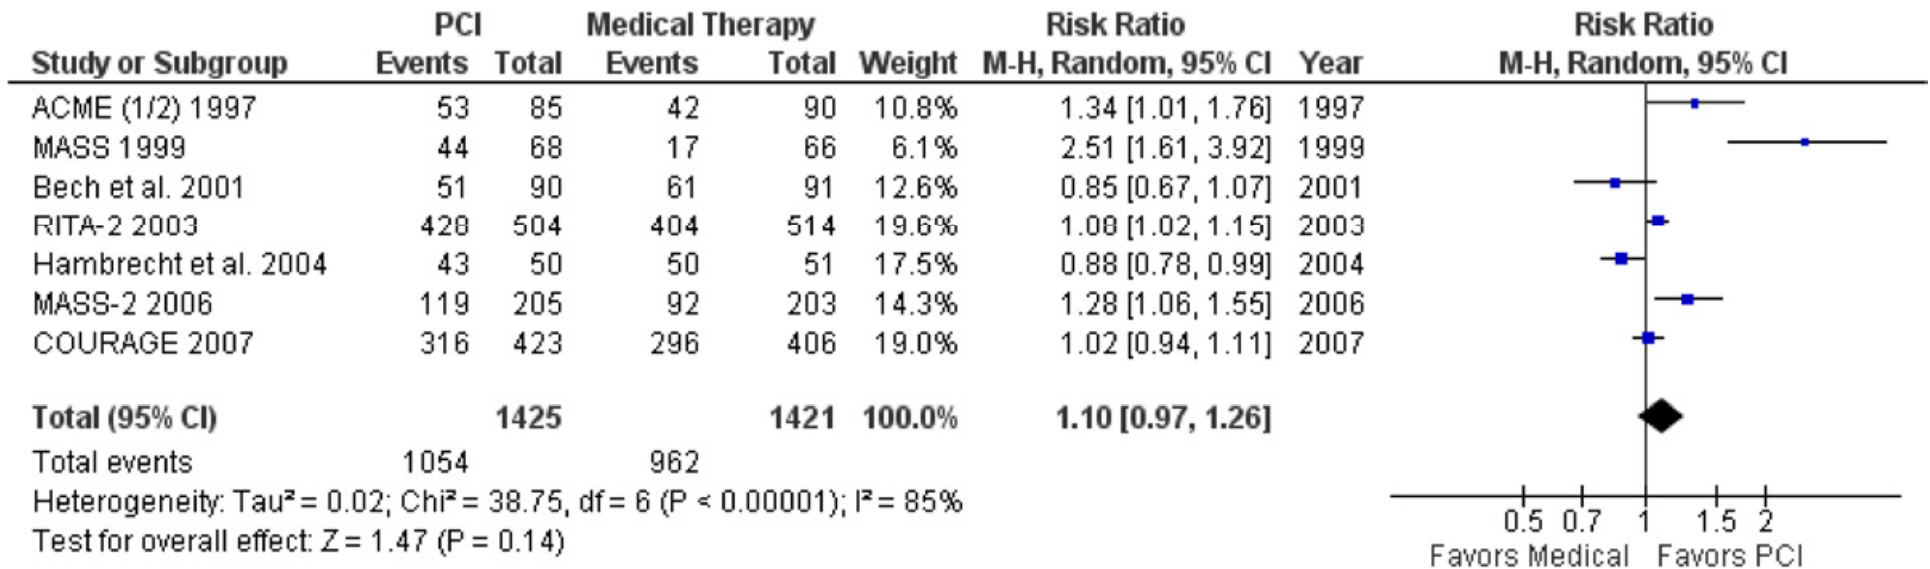 PCI Medical Therapy Risk Ratio Risk Ratio
Study or Subgroup Events Total Events Total Weight M-H, Random, 95% CI Year M-H, Random, 95% CI
ACME (1/2) 1997 53 85 42 90 10.8% 1.34 [1.01, 1.76] 1997
MASS 1999 44 68 17 66 6.1% 2.51 [1.61, 3.92] 1999
Bech et al. 2001 51 90 61 91 12.6% 0.85 [0.67, 1.07] 2001
RITA-2 2003 428 504 404 514 19.6% 1.08 [1.02, 1.15] 2003
Hambrecht et al. 2004 43 50 50 51 17.5% 0.88 [0.78, 0.99] 2004
MASS-2 2006 119 205 92 203 14.3% 1.28 [1.06, 1.55] 2006
COURAGE 2007 316 423 296 406 19.0% 1.02 [0.94, 1.11] 2007
Total (95% CI) 1425 1421 100.0% 1.10 [0.97, 1.26]
Total events 1054 962
Heterogeneity: Tau² = 0.02; Chi² = 38.75, df = 6 (P < 0.00001); I² = 85%
Test for overall effect: Z = 1.47 (P = 0.14)
0.5 0.7 1 1.5 2
Favors Medical Favors PCI